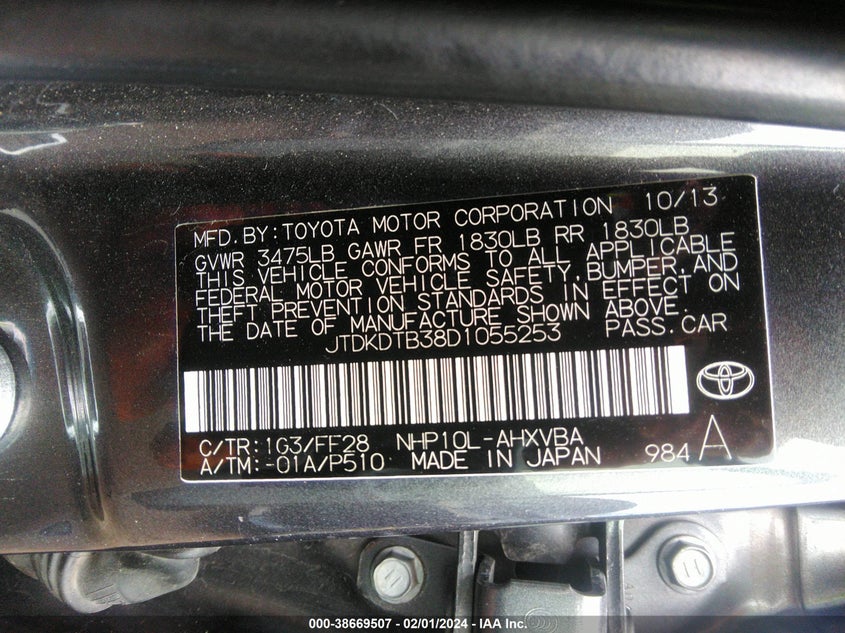 MFD.BY:TOYOTA MOTOR CORPORATION 10/13
GVWR 3475LB GAWR FR 1830LB RR 1830LB
THIS VEHICLE CONFORMS TO ALL APPLICABLE
FEDERAL MOTOR VEHICLE SAFETY,BUMPER,AND
THEFT PREVENTION STANDARDS IN EFFECT ON
THE DATE OF MANUFACTURE SHOWN ABOVE.
JTDKDTB38D1055253 PASS.CAR
C/TR:1G3/FF28 NHP10L-AHXVBA
A/TM:-01A/P510 MADE IN JAPAN 984 A
000-38669507 - 02/01/2024 - IAA Inc.